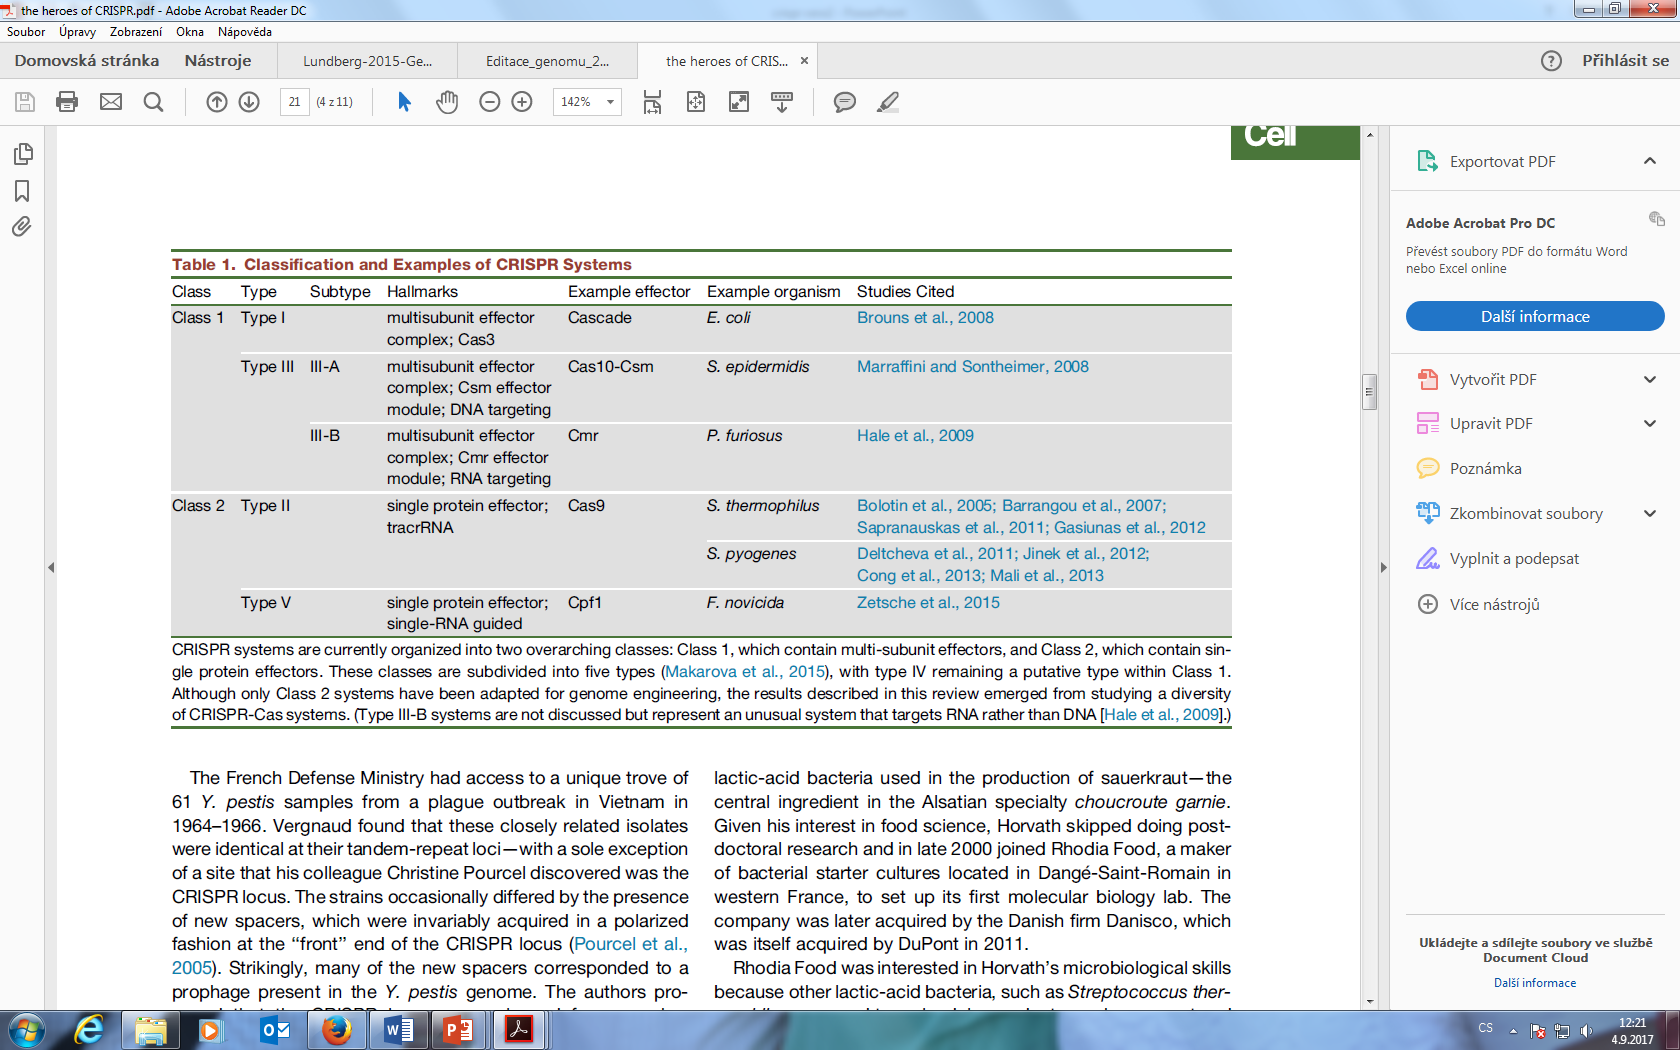 the heroes of CRISPR.pdf - Adobe Acrobat Reader DC
Soubor Úpravy Zobrazení Okna Nápověda
Domovská stránka Nástroje Lundberg-2015-Ge... Editace_genomu_2... the heroes of CRIS... × Přihlásit se
21 (4 z 11) 142%
Cell
Table 1. Classification and Examples of CRISPR Systems
Class Type Subtype Hallmarks Example effector Example organism Studies Cited
Class 1 Type I multisubunit effector Cascade E. coli Brouns et al., 2008
complex; Cas3
Type III III-A multisubunit effector Cas10-Csm S. epidermidis Marraffini and Sontheimer, 2008
complex; Csm effector
module; DNA targeting
III-B multisubunit effector Cmr P. furiosus Hale et al., 2009
complex; Cmr effector
module; RNA targeting
Class 2 Type II single protein effector; Cas9 S. thermophilus Bolotin et al., 2005; Barrangou et al., 2007;
tracrRNA Sapranauskas et al., 2011; Gasiunas et al., 2012
S. pyogenes Deltcheva et al., 2011; Jinek et al., 2012;
Cong et al., 2013; Mali et al., 2013
Type V single protein effector; Cpf1 F. novicida Zetsche et al., 2015
single-RNA guided
CRISPR systems are currently organized into two overarching classes: Class 1, which contain multi-subunit effectors, and Class 2, which contain sin-
gle protein effectors. These classes are subdivided into five types (Makarova et al., 2015), with type IV remaining a putative type within Class 1.
Although only Class 2 systems have been adapted for genome engineering, the results described in this review emerged from studying a diversity
of CRISPR-Cas systems. (Type III-B systems are not discussed but represent an unusual system that targets RNA rather than DNA [Hale et al., 2009].)
The French Defense Ministry had access to a unique trove of
61 Y. pestis samples from a plague outbreak in Vietnam in
1964–1966. Vergnaud found that these closely related isolates
were identical at their tandem-repeat loci—with a sole exception
of a site that his colleague Christine Pourcel discovered was the
CRISPR locus. The strains occasionally differed by the presence
of new spacers, which were invariably acquired in a polarized
fashion at the “front” end of the CRISPR locus (Pourcel et al.,
2005). Strikingly, many of the new spacers corresponded to a
prophage present in the Y. pestis genome. The authors pro-
lactic-acid bacteria used in the production of sauerkraut—the
central ingredient in the Alsatian specialty choucroute garnie.
Given his interest in food science, Horvath skipped doing post-
doctoral research and in late 2000 joined Rhodia Food, a maker
of bacterial starter cultures located in Dangé-Saint-Romain in
western France, to set up its first molecular biology lab. The
company was later acquired by the Danish firm Danisco, which
was itself acquired by DuPont in 2011.
Rhodia Food was interested in Horvath’s microbiological skills
because other lactic-acid bacteria, such as Streptococcus ther-
Exportovat PDF
Adobe Acrobat Pro DC
Převést soubory PDF do formátu Word
nebo Excel online
Další informace
Vytvořit PDF
Upravit PDF
Poznámka
Zkombinovat soubory
Vyplnit a podepsat
Více nástrojů
Ukládejte a sdílejte soubory ve službě
Document Cloud
Další informace
CS 12:21
4.9.2017